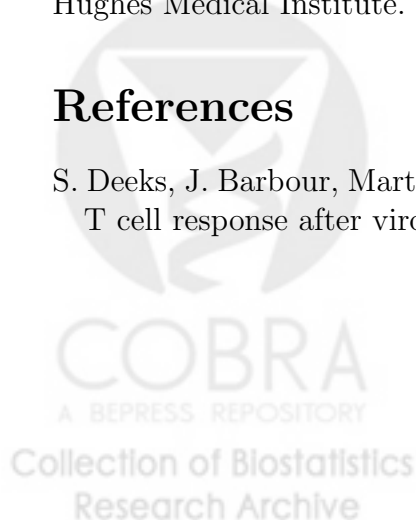 Hughes Medical Institute.
References
S. Deeks, J. Barbour, Mart
T cell response after viro
COBRA
A BEPRESS REPOSITORY
Collection of Biostatistics
Research Archive